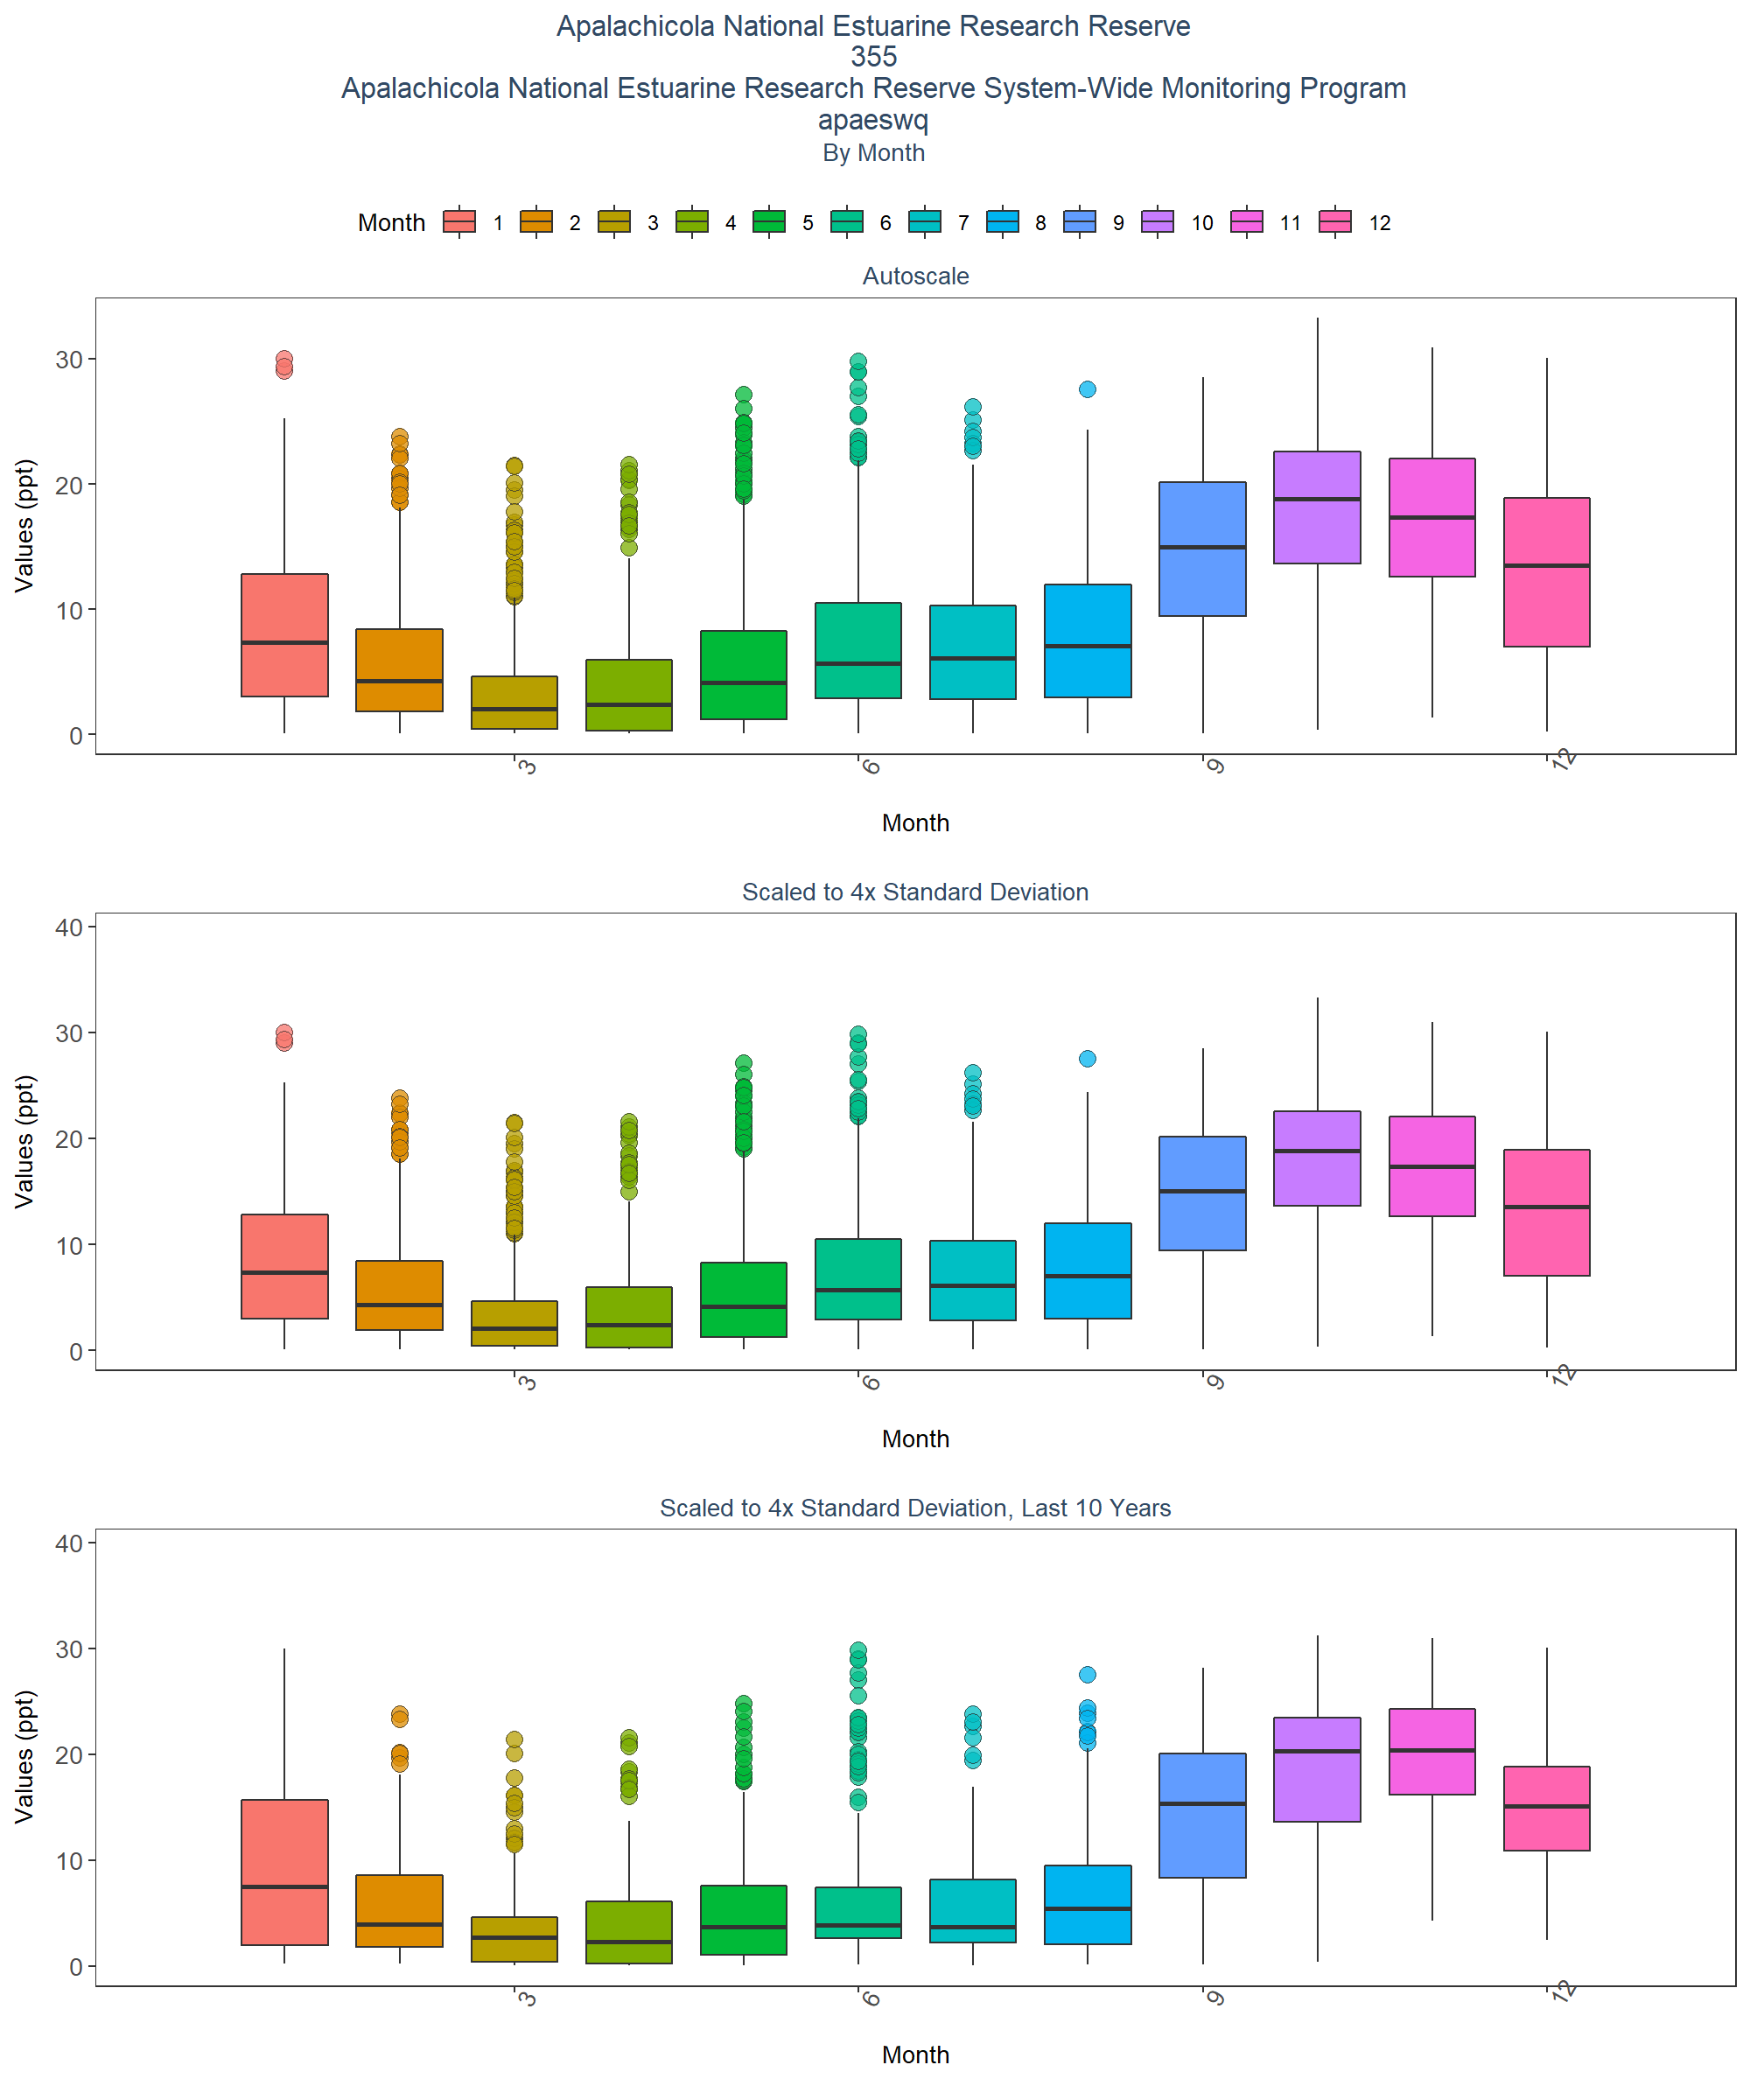 Apalachicola National Estuarine Research Reserve
355
Apalachicola National Estuarine Research Reserve System-Wide Monitoring Program
apaeswq
By Month
Month 1 2 3 4 5 6 7 8 9 10 11 12
Autoscale
Values (ppt)
30
20
10
0
3 6 9 12
Month
Scaled to 4x Standard Deviation
Values (ppt)
40
30
20
10
0
3 6 9 12
Month
Scaled to 4x Standard Deviation, Last 10 Years
Values (ppt)
40
30
20
10
0
3 6 9 12
Month